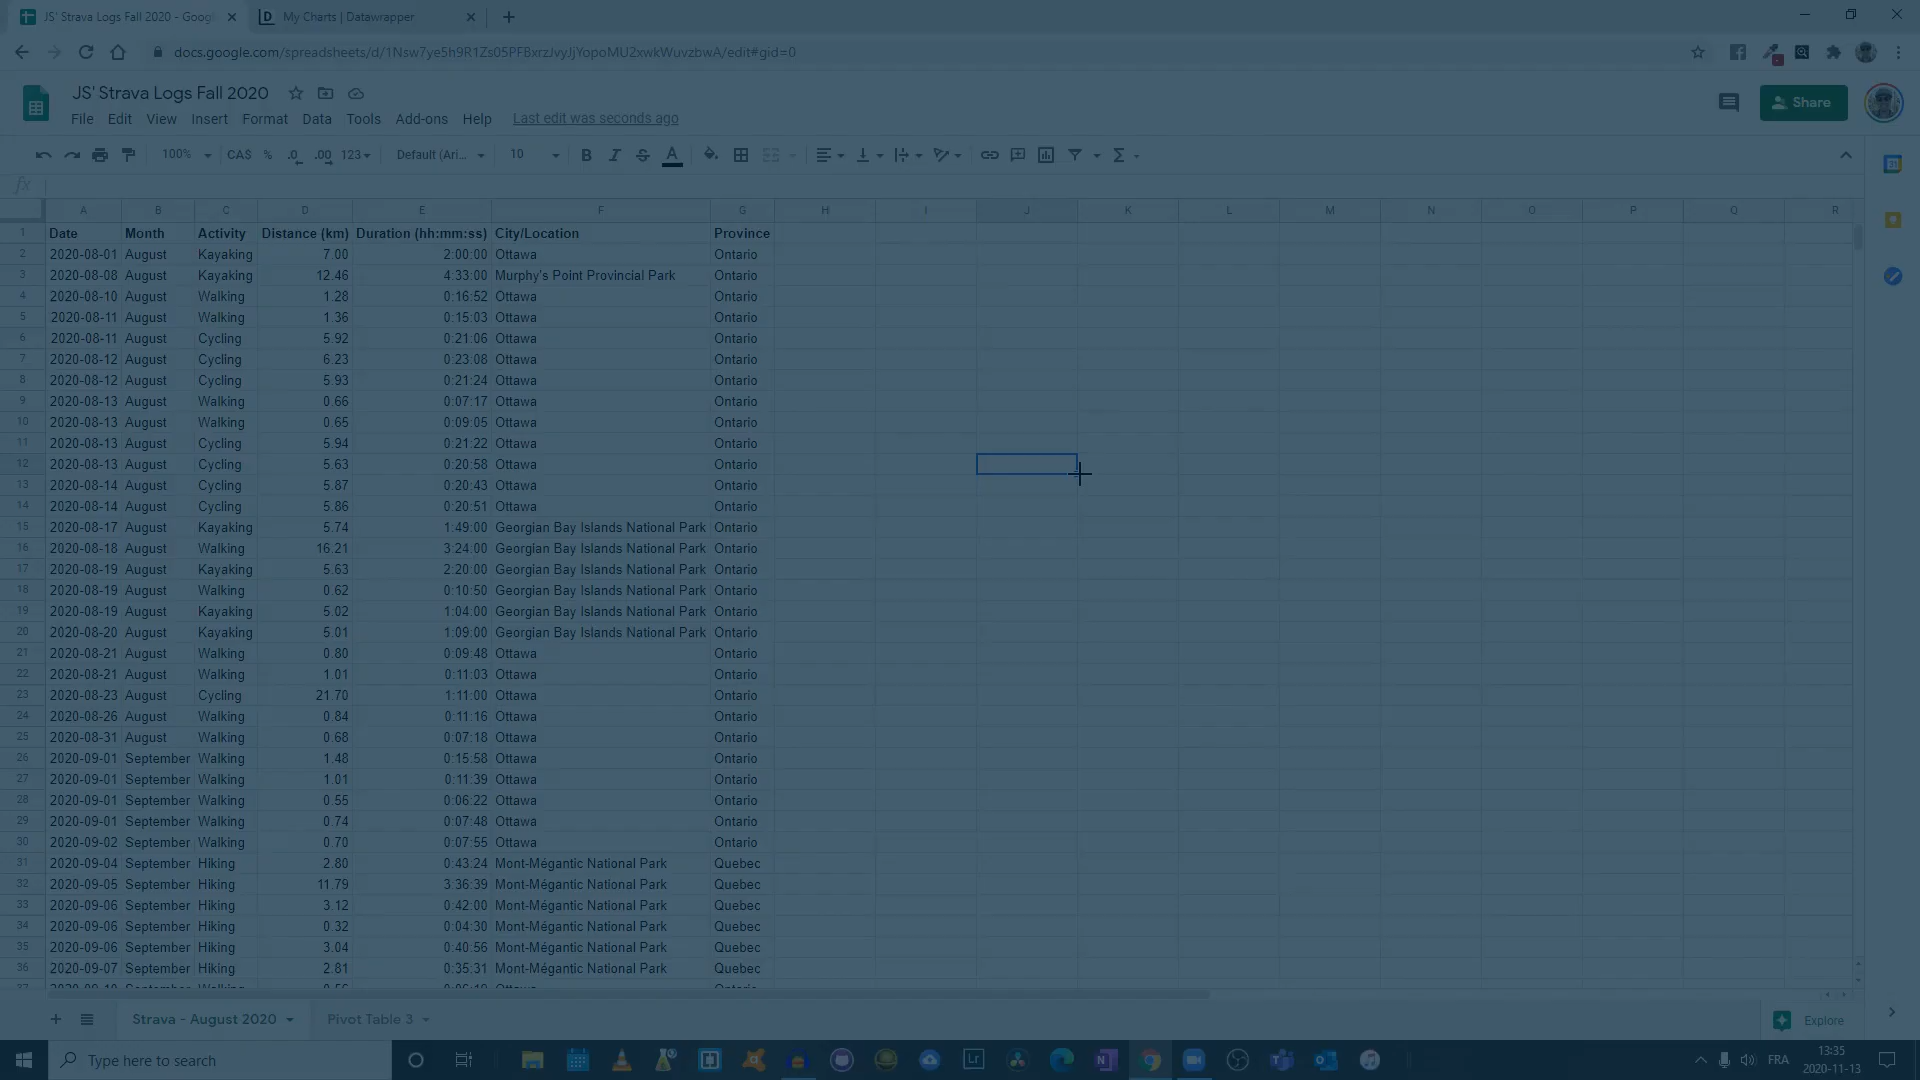 JS' Strava Logs Fall 2020 - Goog
My Charts | Datawrapper
docs.google.com/spreadsheets/d/1Nsw7ye5h9R1Zs05PFBxrzJvyJjYopoMU2xwkWuvzbwA/edit#gid=0
JS' Strava Logs Fall 2020
Share
File Edit View Insert Format Data Tools Add-ons Help Last edit was seconds ago
100% CA$ % .0 .00 123 Default (Ari... 10 B I S A Σ
31
fx
A B C D E F G H I J K L M N O P Q R
1 Date Month Activity Distance (km) Duration (hh:mm:ss) City/Location Province
2 2020-08-01 August Kayaking 7.00 2:00:00 Ottawa Ontario
3 2020-08-08 August Kayaking 12.46 4:33:00 Murphy's Point Provincial Park Ontario
4 2020-08-10 August Walking 1.28 0:16:52 Ottawa Ontario
5 2020-08-11 August Walking 1.36 0:15:03 Ottawa Ontario
6 2020-08-11 August Cycling 5.92 0:21:06 Ottawa Ontario
7 2020-08-12 August Cycling 6.23 0:23:08 Ottawa Ontario
8 2020-08-12 August Cycling 5.93 0:21:24 Ottawa Ontario
9 2020-08-13 August Walking 0.66 0:07:17 Ottawa Ontario
10 2020-08-13 August Walking 0.65 0:09:05 Ottawa Ontario
11 2020-08-13 August Cycling 5.94 0:21:22 Ottawa Ontario
12 2020-08-13 August Cycling 5.63 0:20:58 Ottawa Ontario
13 2020-08-14 August Cycling 5.87 0:20:43 Ottawa Ontario
14 2020-08-14 August Cycling 5.86 0:20:51 Ottawa Ontario
15 2020-08-17 August Kayaking 5.74 1:49:00 Georgian Bay Islands National Park Ontario
16 2020-08-18 August Walking 16.21 3:24:00 Georgian Bay Islands National Park Ontario
17 2020-08-19 August Kayaking 5.63 2:20:00 Georgian Bay Islands National Park Ontario
18 2020-08-19 August Walking 0.62 0:10:50 Georgian Bay Islands National Park Ontario
19 2020-08-19 August Kayaking 5.02 1:04:00 Georgian Bay Islands National Park Ontario
20 2020-08-20 August Kayaking 5.01 1:09:00 Georgian Bay Islands National Park Ontario
21 2020-08-21 August Walking 0.80 0:09:48 Ottawa Ontario
22 2020-08-21 August Walking 1.01 0:11:03 Ottawa Ontario
23 2020-08-23 August Cycling 21.70 1:11:00 Ottawa Ontario
24 2020-08-26 August Walking 0.84 0:11:16 Ottawa Ontario
25 2020-08-31 August Walking 0.68 0:07:18 Ottawa Ontario
26 2020-09-01 September Walking 1.48 0:15:58 Ottawa Ontario
27 2020-09-01 September Walking 1.01 0:11:39 Ottawa Ontario
28 2020-09-01 September Walking 0.55 0:06:22 Ottawa Ontario
29 2020-09-01 September Walking 0.74 0:07:48 Ottawa Ontario
30 2020-09-02 September Walking 0.70 0:07:55 Ottawa Ontario
31 2020-09-04 September Hiking 2.80 0:43:24 Mont-Mégantic National Park Quebec
32 2020-09-05 September Hiking 11.79 3:36:39 Mont-Mégantic National Park Quebec
33 2020-09-06 September Hiking 3.12 0:42:00 Mont-Mégantic National Park Quebec
34 2020-09-06 September Hiking 0.32 0:04:30 Mont-Mégantic National Park Quebec
35 2020-09-06 September Hiking 3.04 0:40:56 Mont-Mégantic National Park Quebec
36 2020-09-07 September Hiking 2.81 0:35:31 Mont-Mégantic National Park Quebec
Strava - August 2020 Pivot Table 3 Explore
Type here to search
Lr
FRA
13:35
2020-11-13